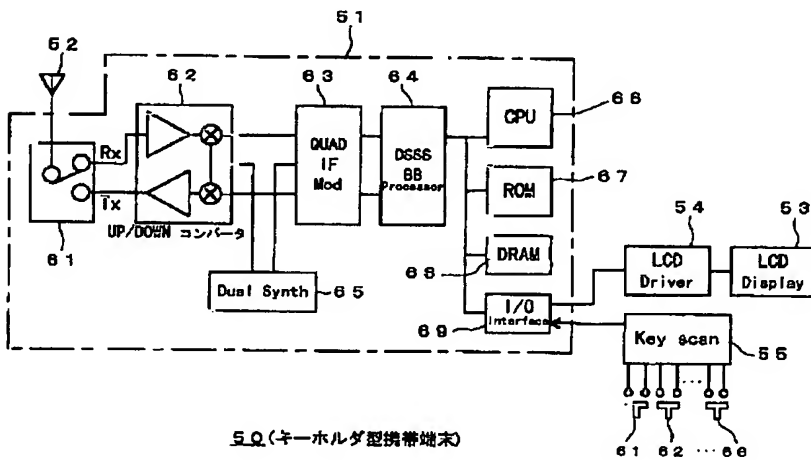 51
52
62
63
64
CPU
66
Rx
QUAD
IF
Mod
DSSS
BB
Processor
ROM
67
Tx
61
UP/DOWN コンバータ
54
53
68
DRAM
LCD
Driver
LCD
Display
Dual Synth
65
I/O
Interface
69
Key scan
55
61 62 ... 66
50(キーホルダ型携帯端末)